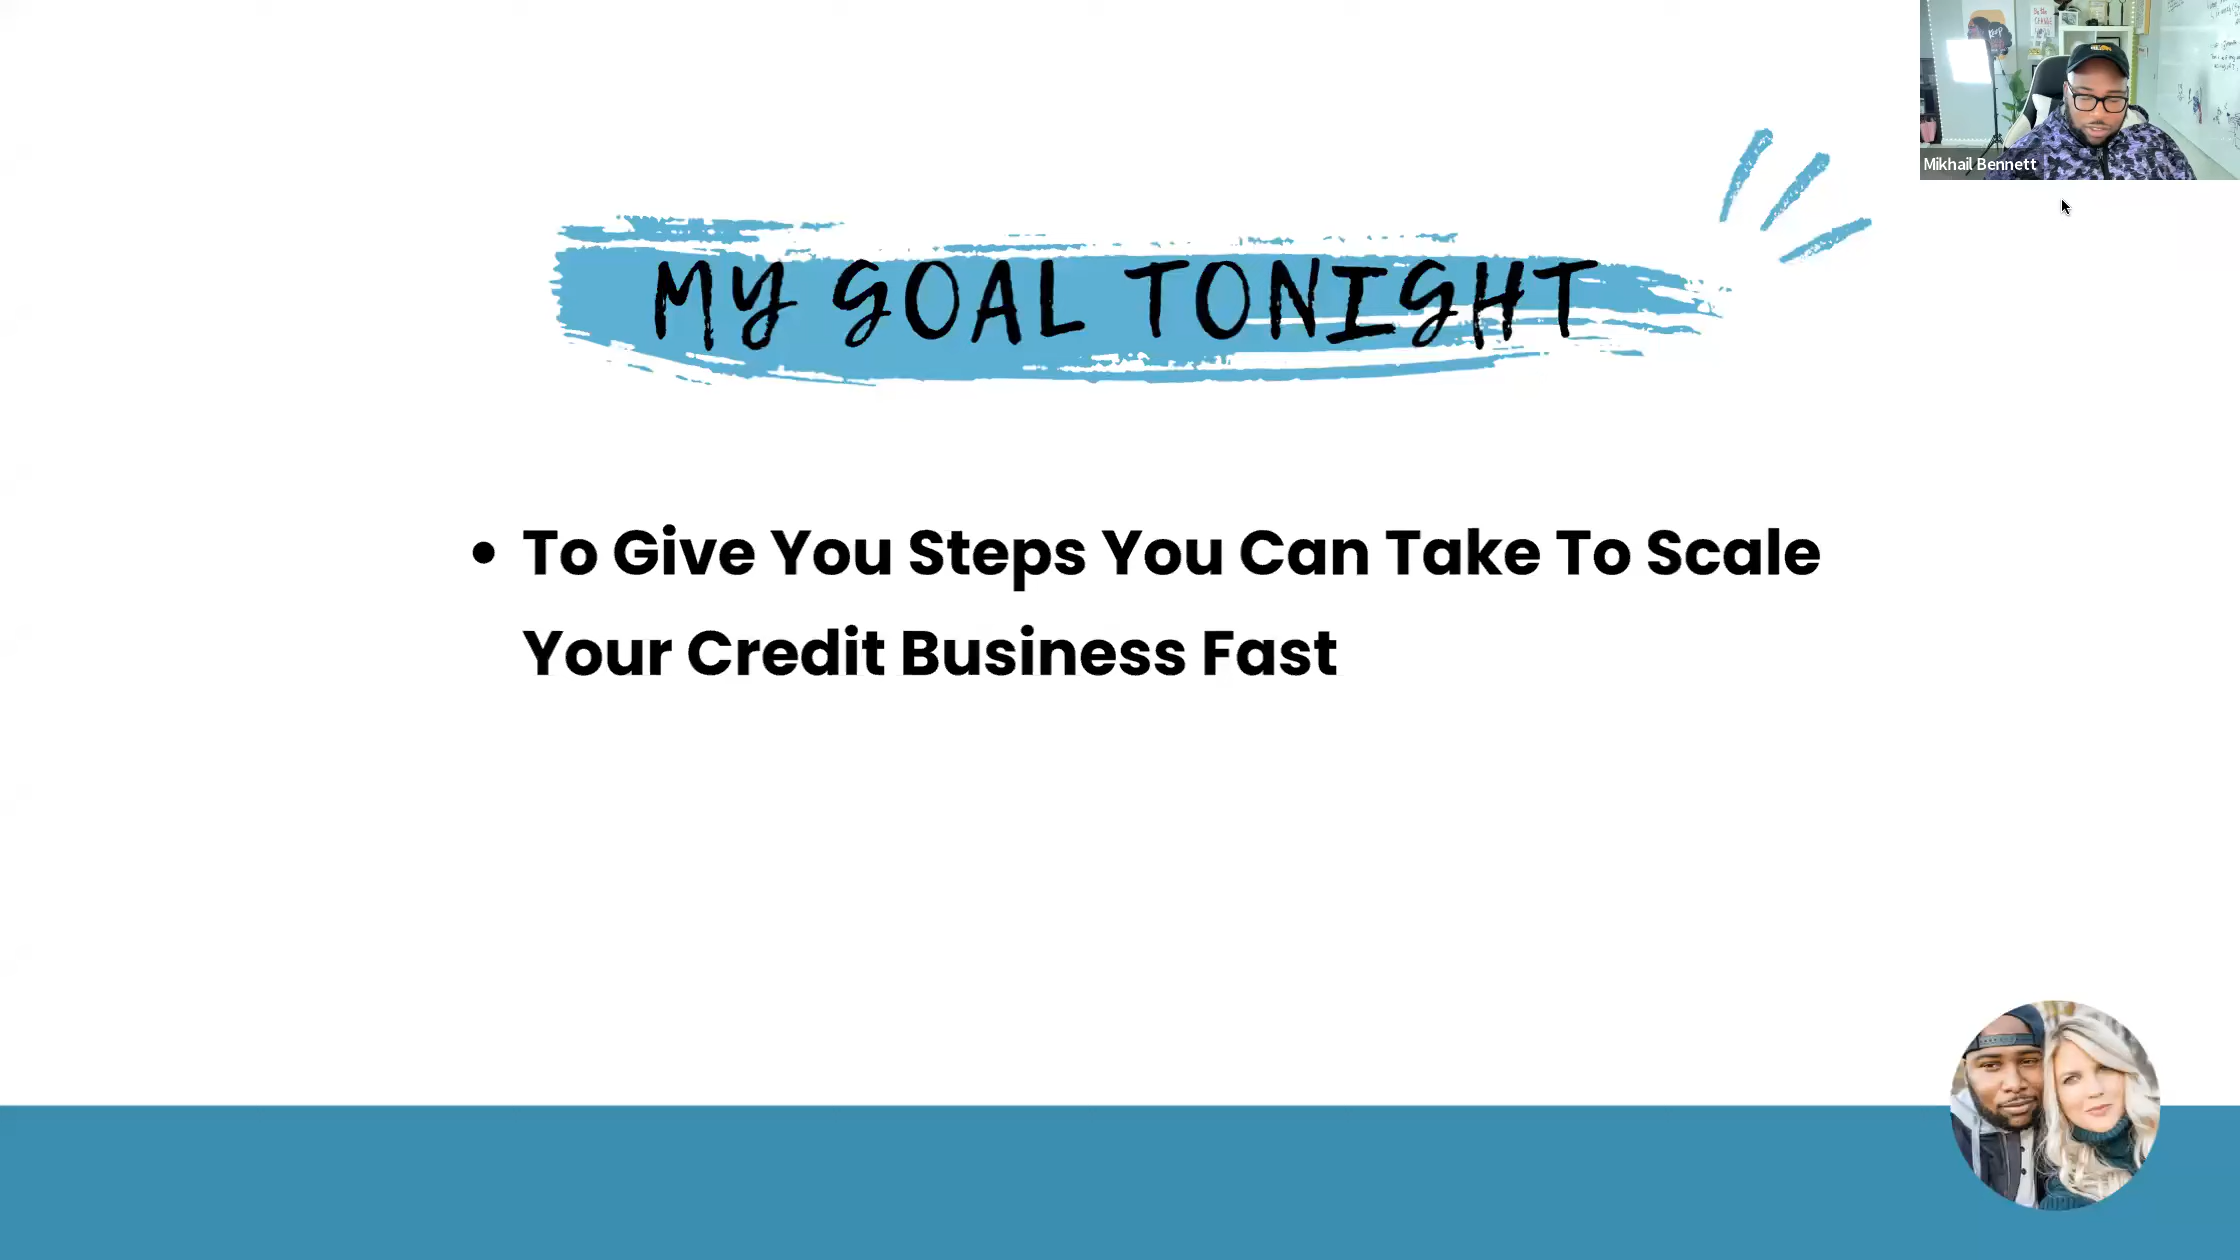 Mikhail Bennett
MY GOAL TONIGHT
• To Give You Steps You Can Take To Scale
Your Credit Business Fast